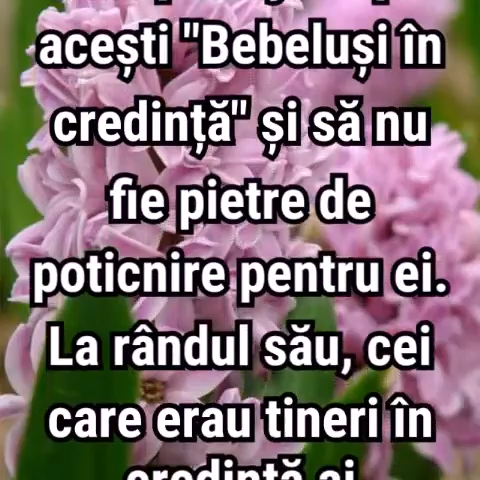 acești "Bebeluși în
credință" și să nu
fie pietre de
poticnire pentru ei.
La rândul său, cei
care erau tineri în
credință ai